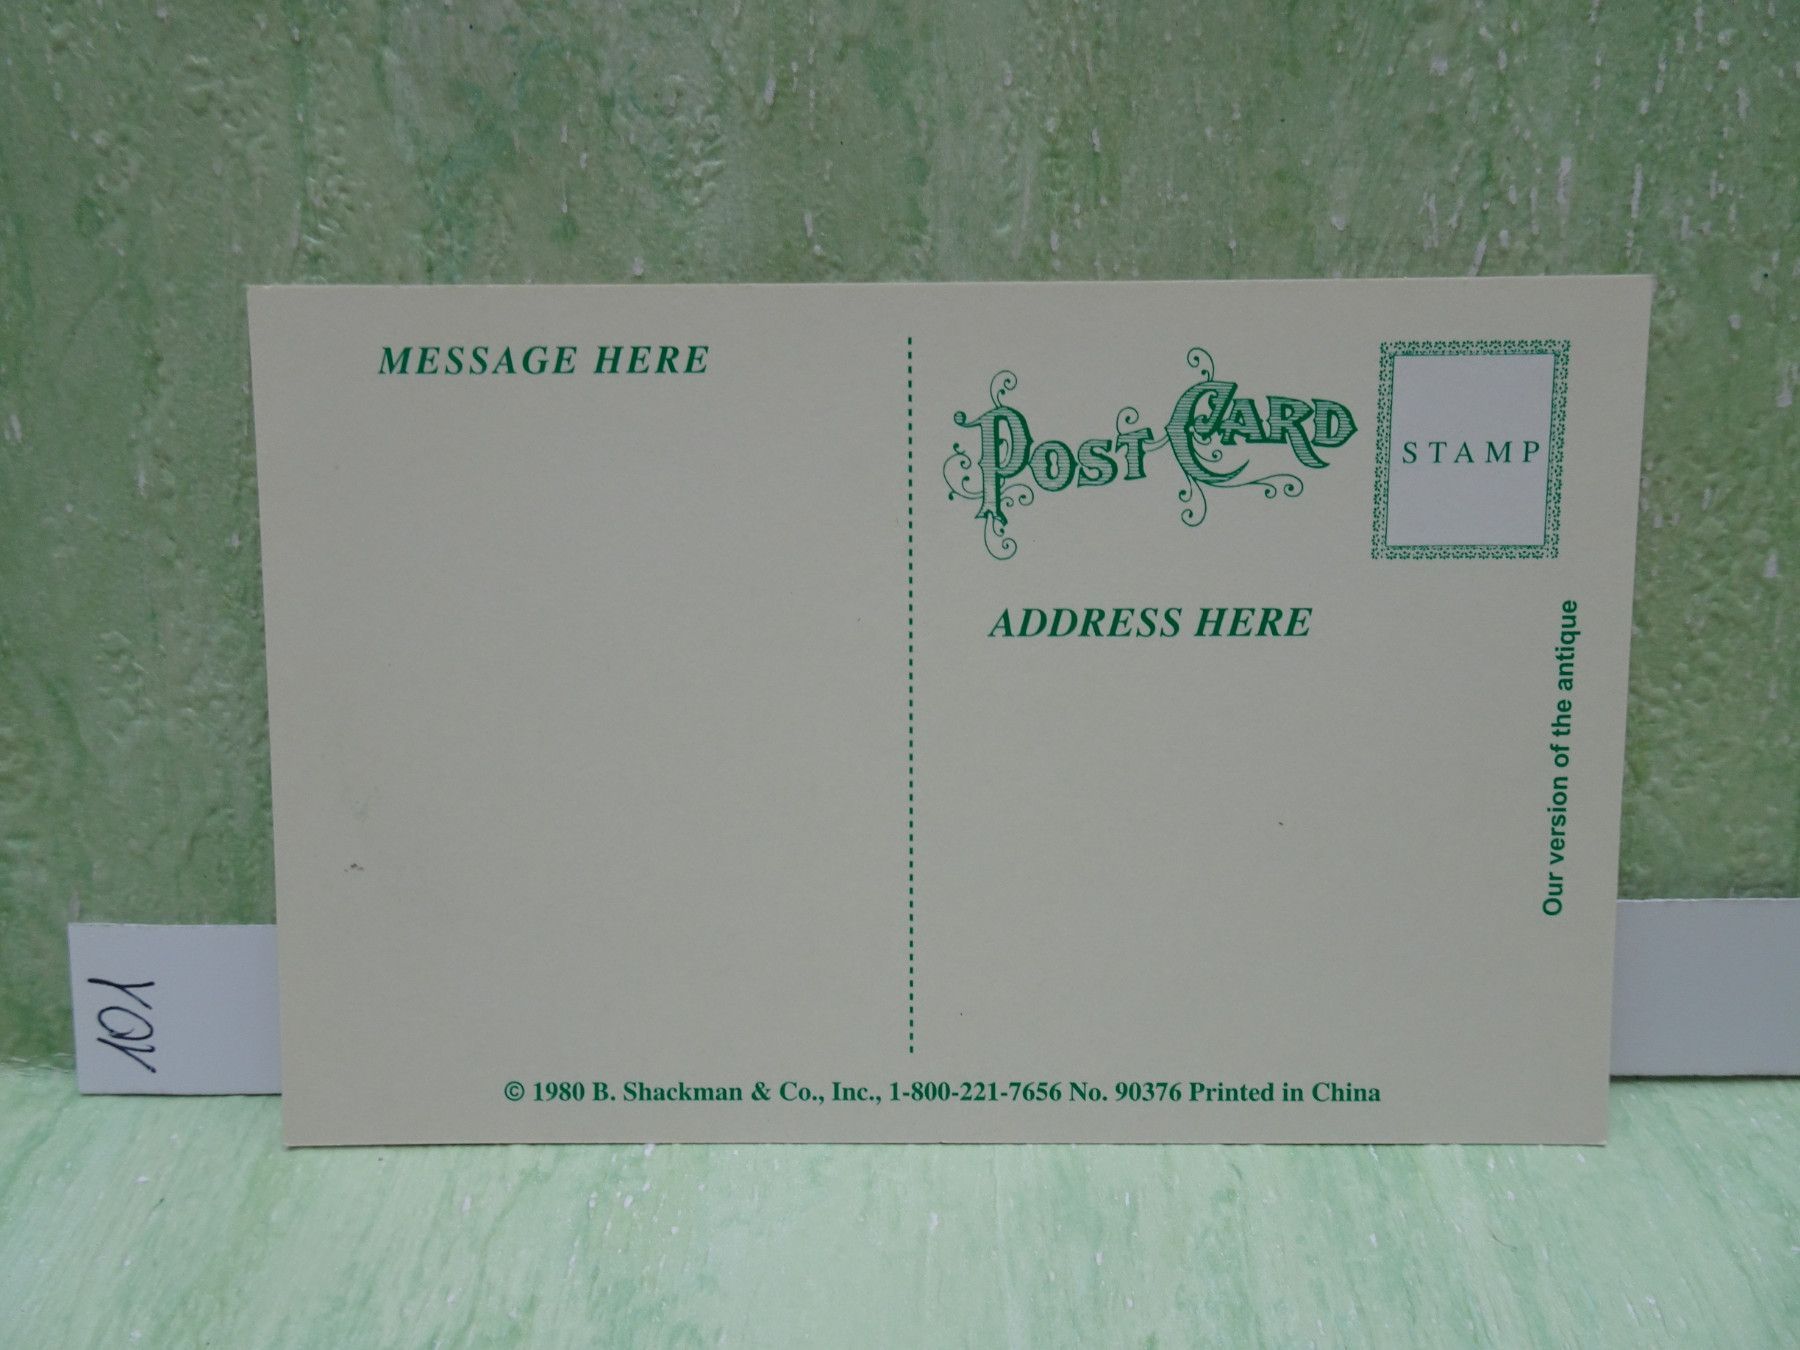 MESSAGE HERE
POST CARD
STAMP
ADDRESS HERE
Our version of the antique
© 1980 B. Shackman & Co., Inc., 1-800-221-7656 No. 90376 Printed in China
101